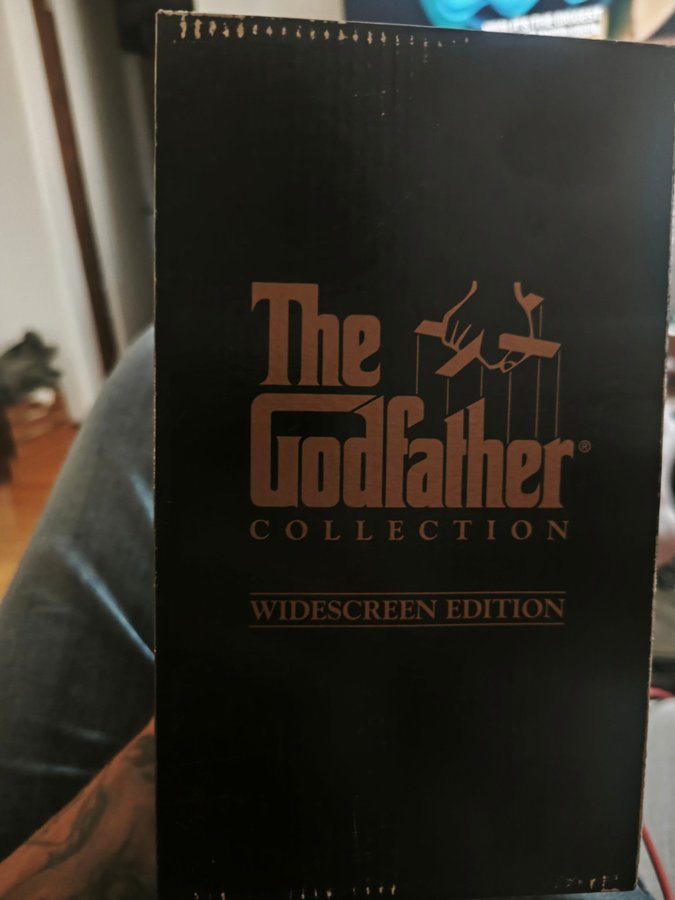 The
Godfather®
COLLECTION
WIDESCREEN EDITION